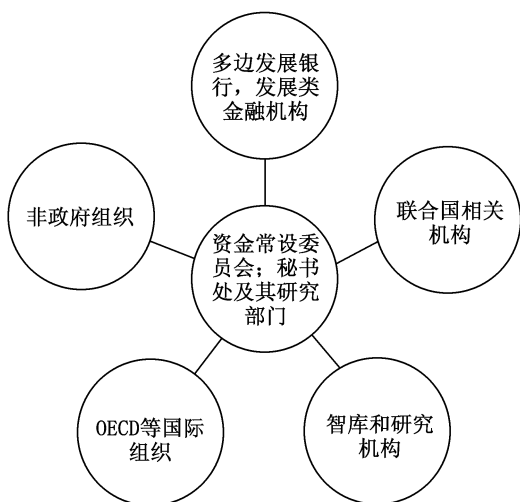 多边发展银
行，发展类
金融机构
非政府组织
联合国相关
机构
资金常设委
员会；秘书
处及其研究
部门
OECD等国际
组织
智库和研究
机构